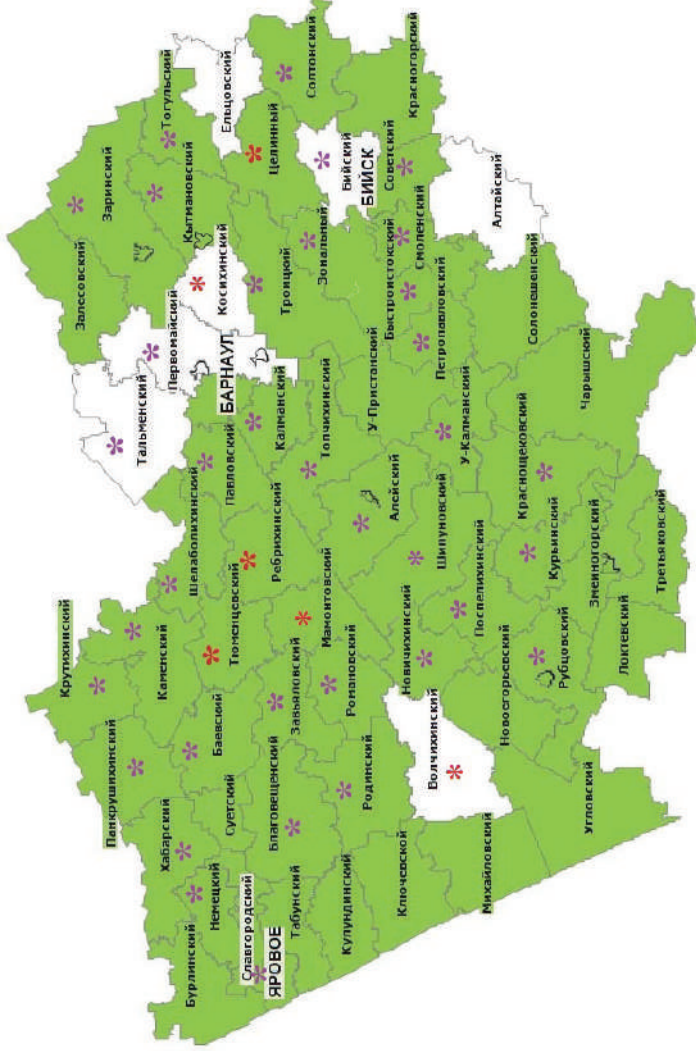 Бурлинский
Немецкий
Хабарский
Панкрушихинский
Крутихинский
Славгородский
ЯРОВОЕ
Табунский
Суетский
Баевский
Каменский
Благовещенский
Завьяловский
Тюменцевский
Шелаболихинский
Кулундинский
Родинский
Романовский
Мамонтовский
Ребрихинский
Павловский
Тальменский
Первомайский
БАРНАУЛ
Залесовский
Заринский
Кытмановский
Тогульский
Косихинский
Калманский
Топчихинский
Троицкий
Целинный
Ельцовский
Солтонский
Ключевской
Волчихинский
Новичихинский
Шипуновский
Алейский
У-Пристанский
Зональный
Бийский
БИЙСК
Красногорский
Михайловский
Новоегорьевский
Поспелихинский
У-Калманский
Петропавловский
Быстроистокский
Смоленский
Советский
Алтайский
Угловский
Рубцовский
Курьинский
Краснощековский
Чарышский
Солонешенский
Локтевский
Змеиногорский
Третьяковский